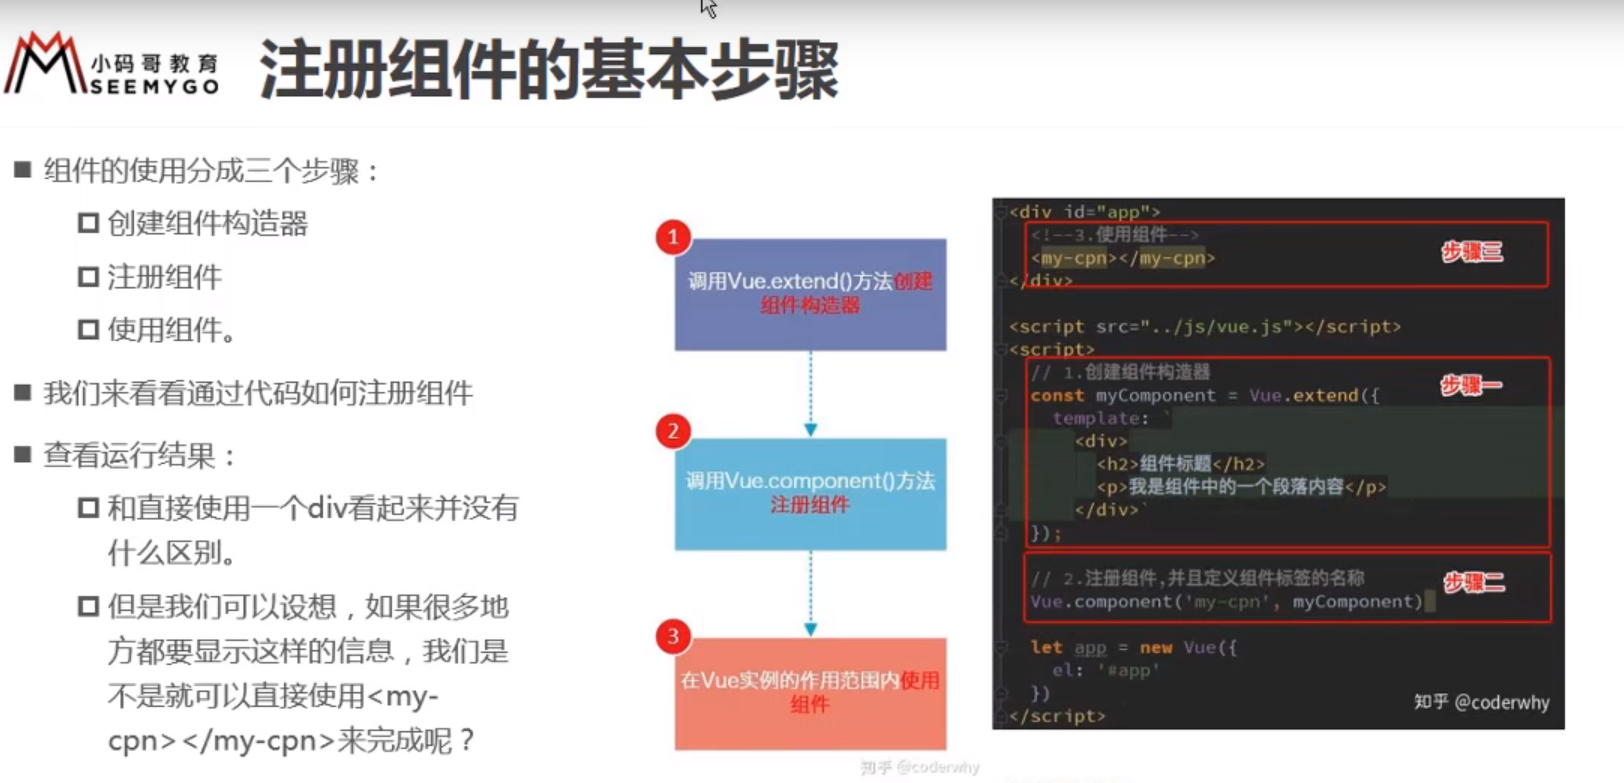 小码哥教育
SEEMYGO
注册组件的基本步骤
组件的使用分成三个步骤：
创建组件构造器
注册组件
使用组件。
我们来看看通过代码如何注册组件
查看运行结果：
和直接使用一个div看起来并没有
什么区别。
但是我们可以设想，如果很多地
方都要显示这样的信息，我们是
不是就可以直接使用<my-
cpn></my-cpn>来完成呢？
1
调用Vue.extend()方法创建
组件构造器
2
调用Vue.component()方法
注册组件
3
在Vue实例的作用范围内使用
组件
<div id="app">
<!--3.使用组件-->
<my-cpn></my-cpn>
步骤三
</div>
<script src="../js/vue.js"></script>
<script>
// 1.创建组件构造器
步骤一
const myComponent = Vue.extend({
template: `
<div>
<h2>组件标题</h2>
<p>我是组件中的一个段落内容</p>
</div>`
});
// 2.注册组件,并且定义组件标签的名称
步骤二
Vue.component('my-cpn', myComponent)
let app = new Vue({
el: '#app'
})
</script>
知乎 @coderwhy
知乎 @coderwhy